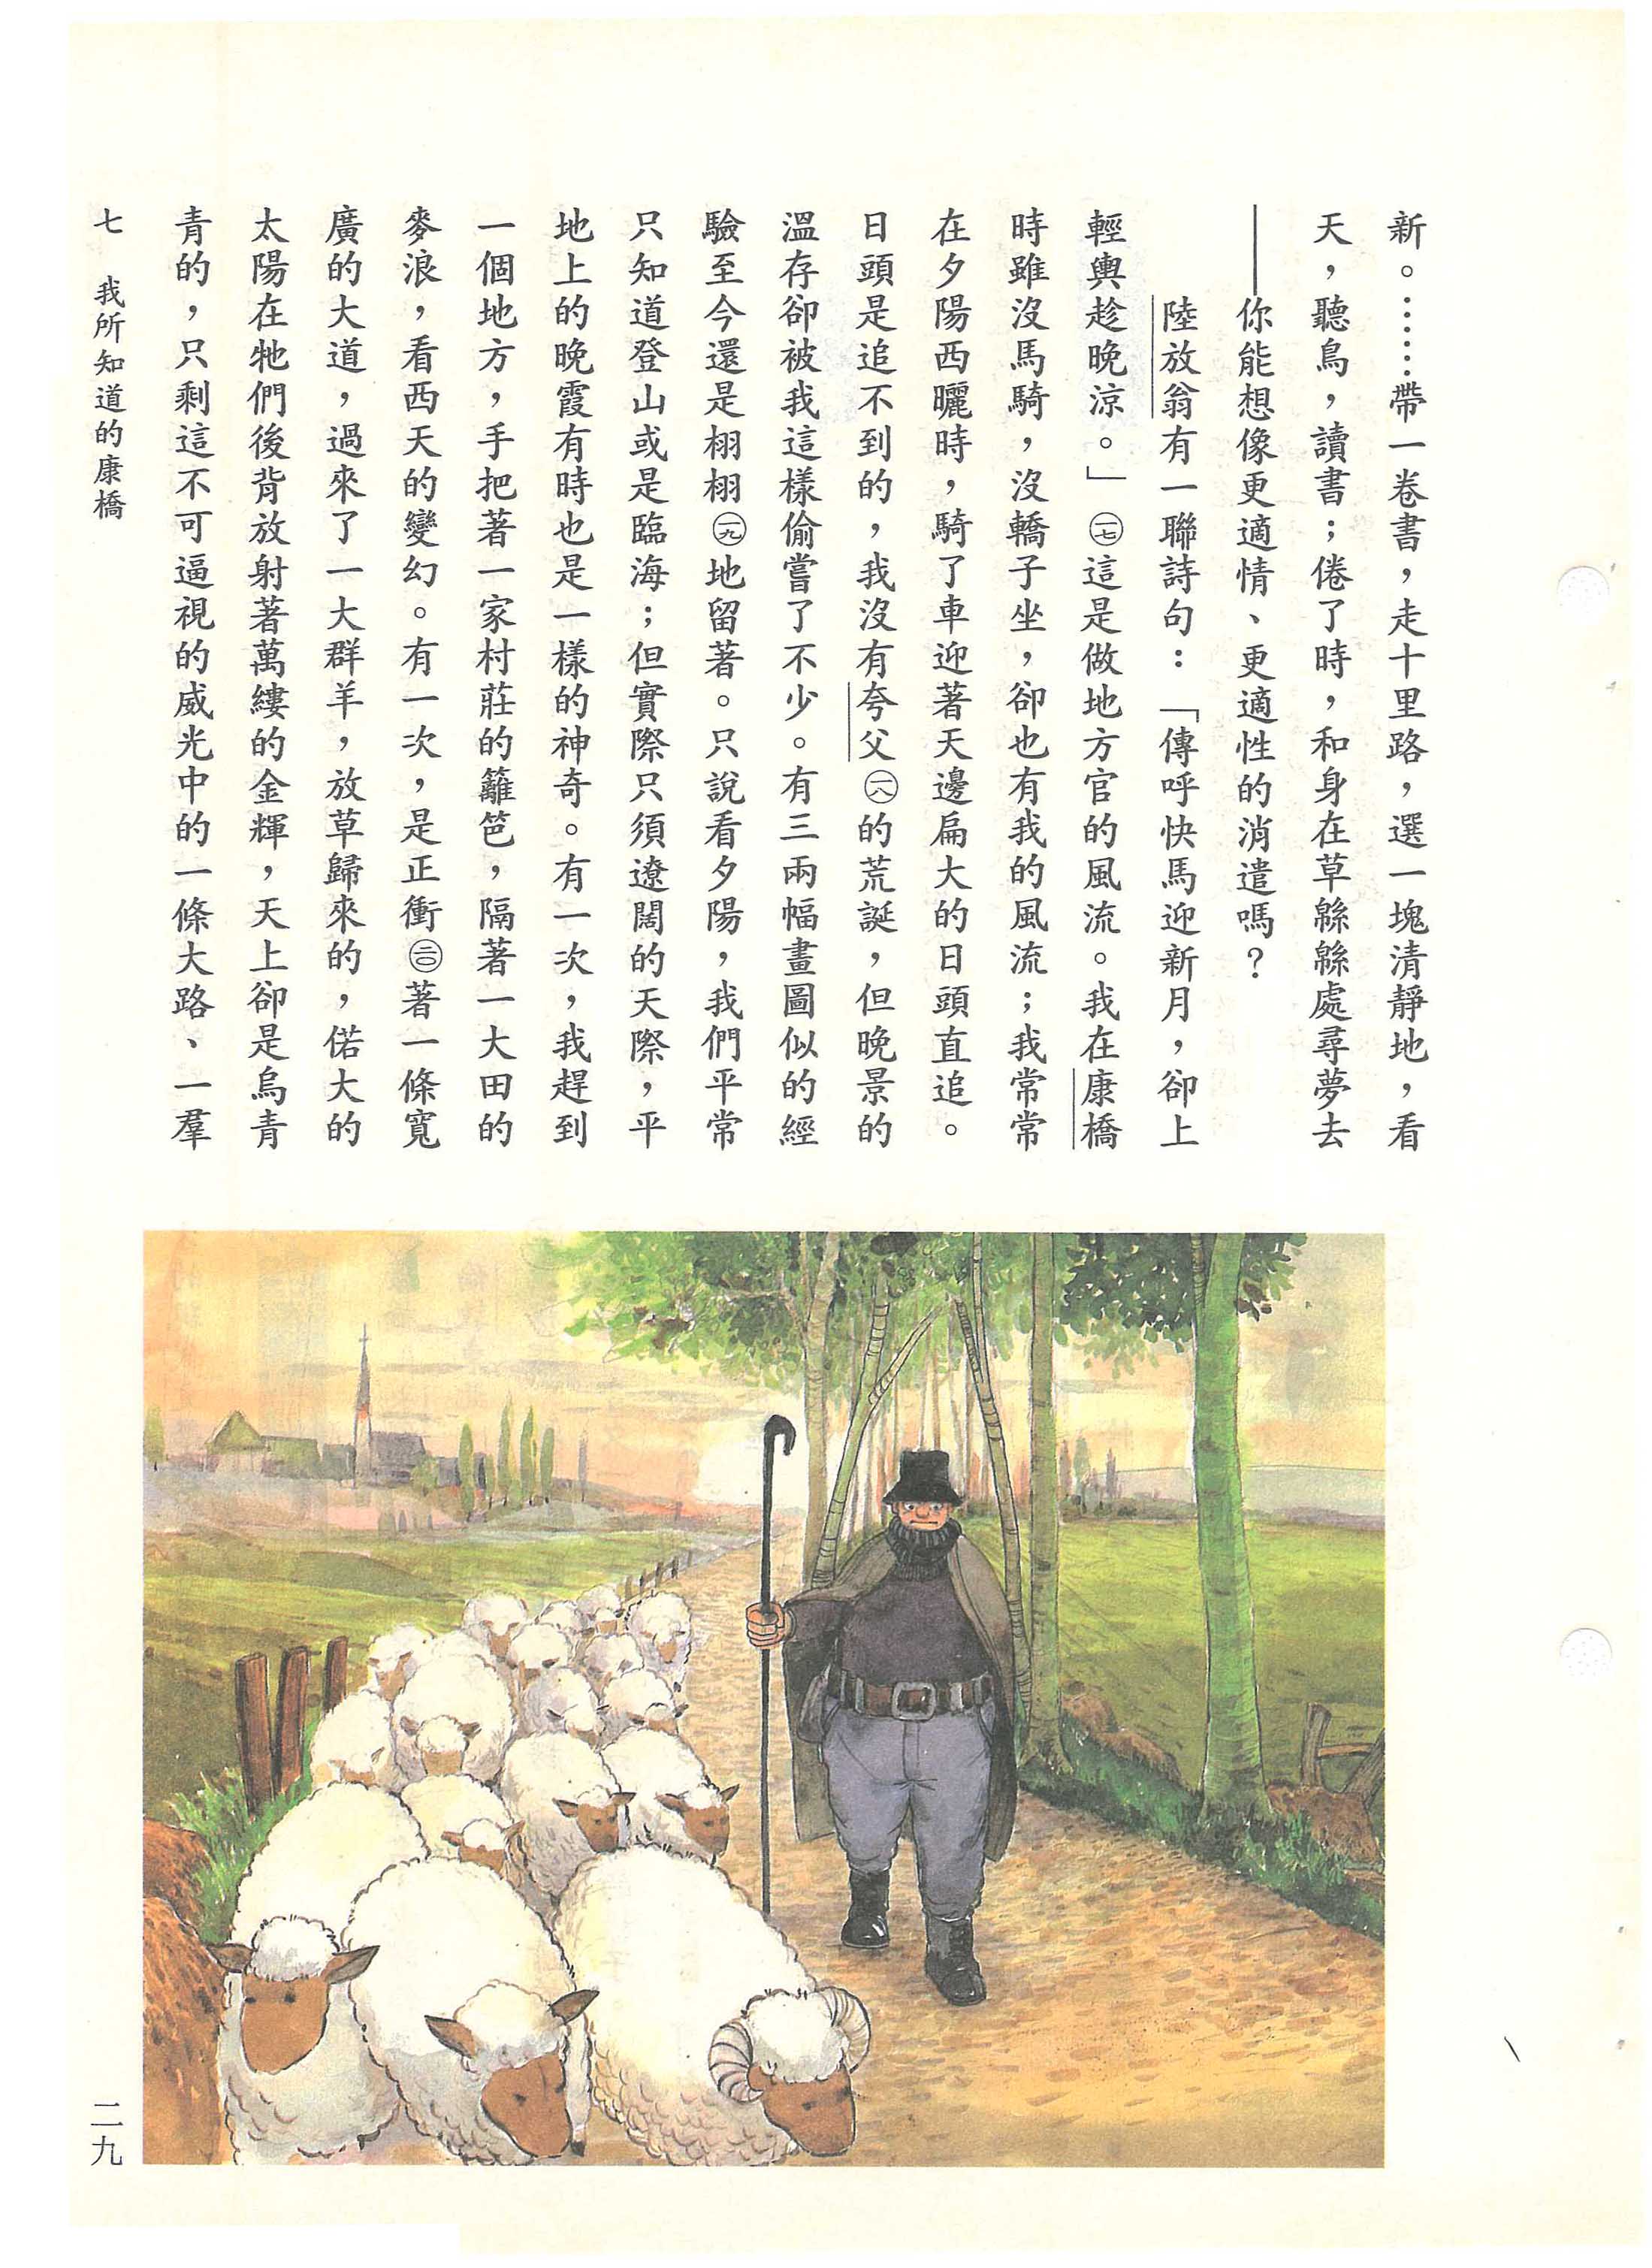 新。……帶一卷書，走十里路，選一塊清靜地，看
天，聽鳥，讀書；倦了時，和身在草緜緜處尋夢去
——你能想像更適情、更適性的消遣嗎？
陸放翁有一聯詩句：「傳呼快馬迎新月，卻上
輕輿趁晚涼。」㊀七這是做地方官的風流。我在康橋
時雖沒馬騎，沒轎子坐，卻也有我的風流；我常常
在夕陽西曬時，騎了車迎著天邊扁大的日頭直追。
日頭是追不到的，我沒有夸父一八的荒誕，但晚景的
溫存卻被我這樣偷嘗了不少。有三兩幅畫圖似的經
驗至今還是栩栩一九地留著。只說看夕陽，我們平常
只知道登山或是臨海；但實際只須遼闊的天際，平
地上的晚霞有時也是一樣的神奇。有一次，我趕到
一個地方，手把著一家村莊的籬笆，隔著一大田的
麥浪，看西天的變幻。有一次，是正衝二〇著一條寬
廣的大道，過來了一大群羊，放草歸來的，偌大的
太陽在牠們後背放射著萬縷的金輝，天上卻是烏青
青的，只剩這不可逼視的威光中的一條大路、一羣
七　我所知道的康橋
二九